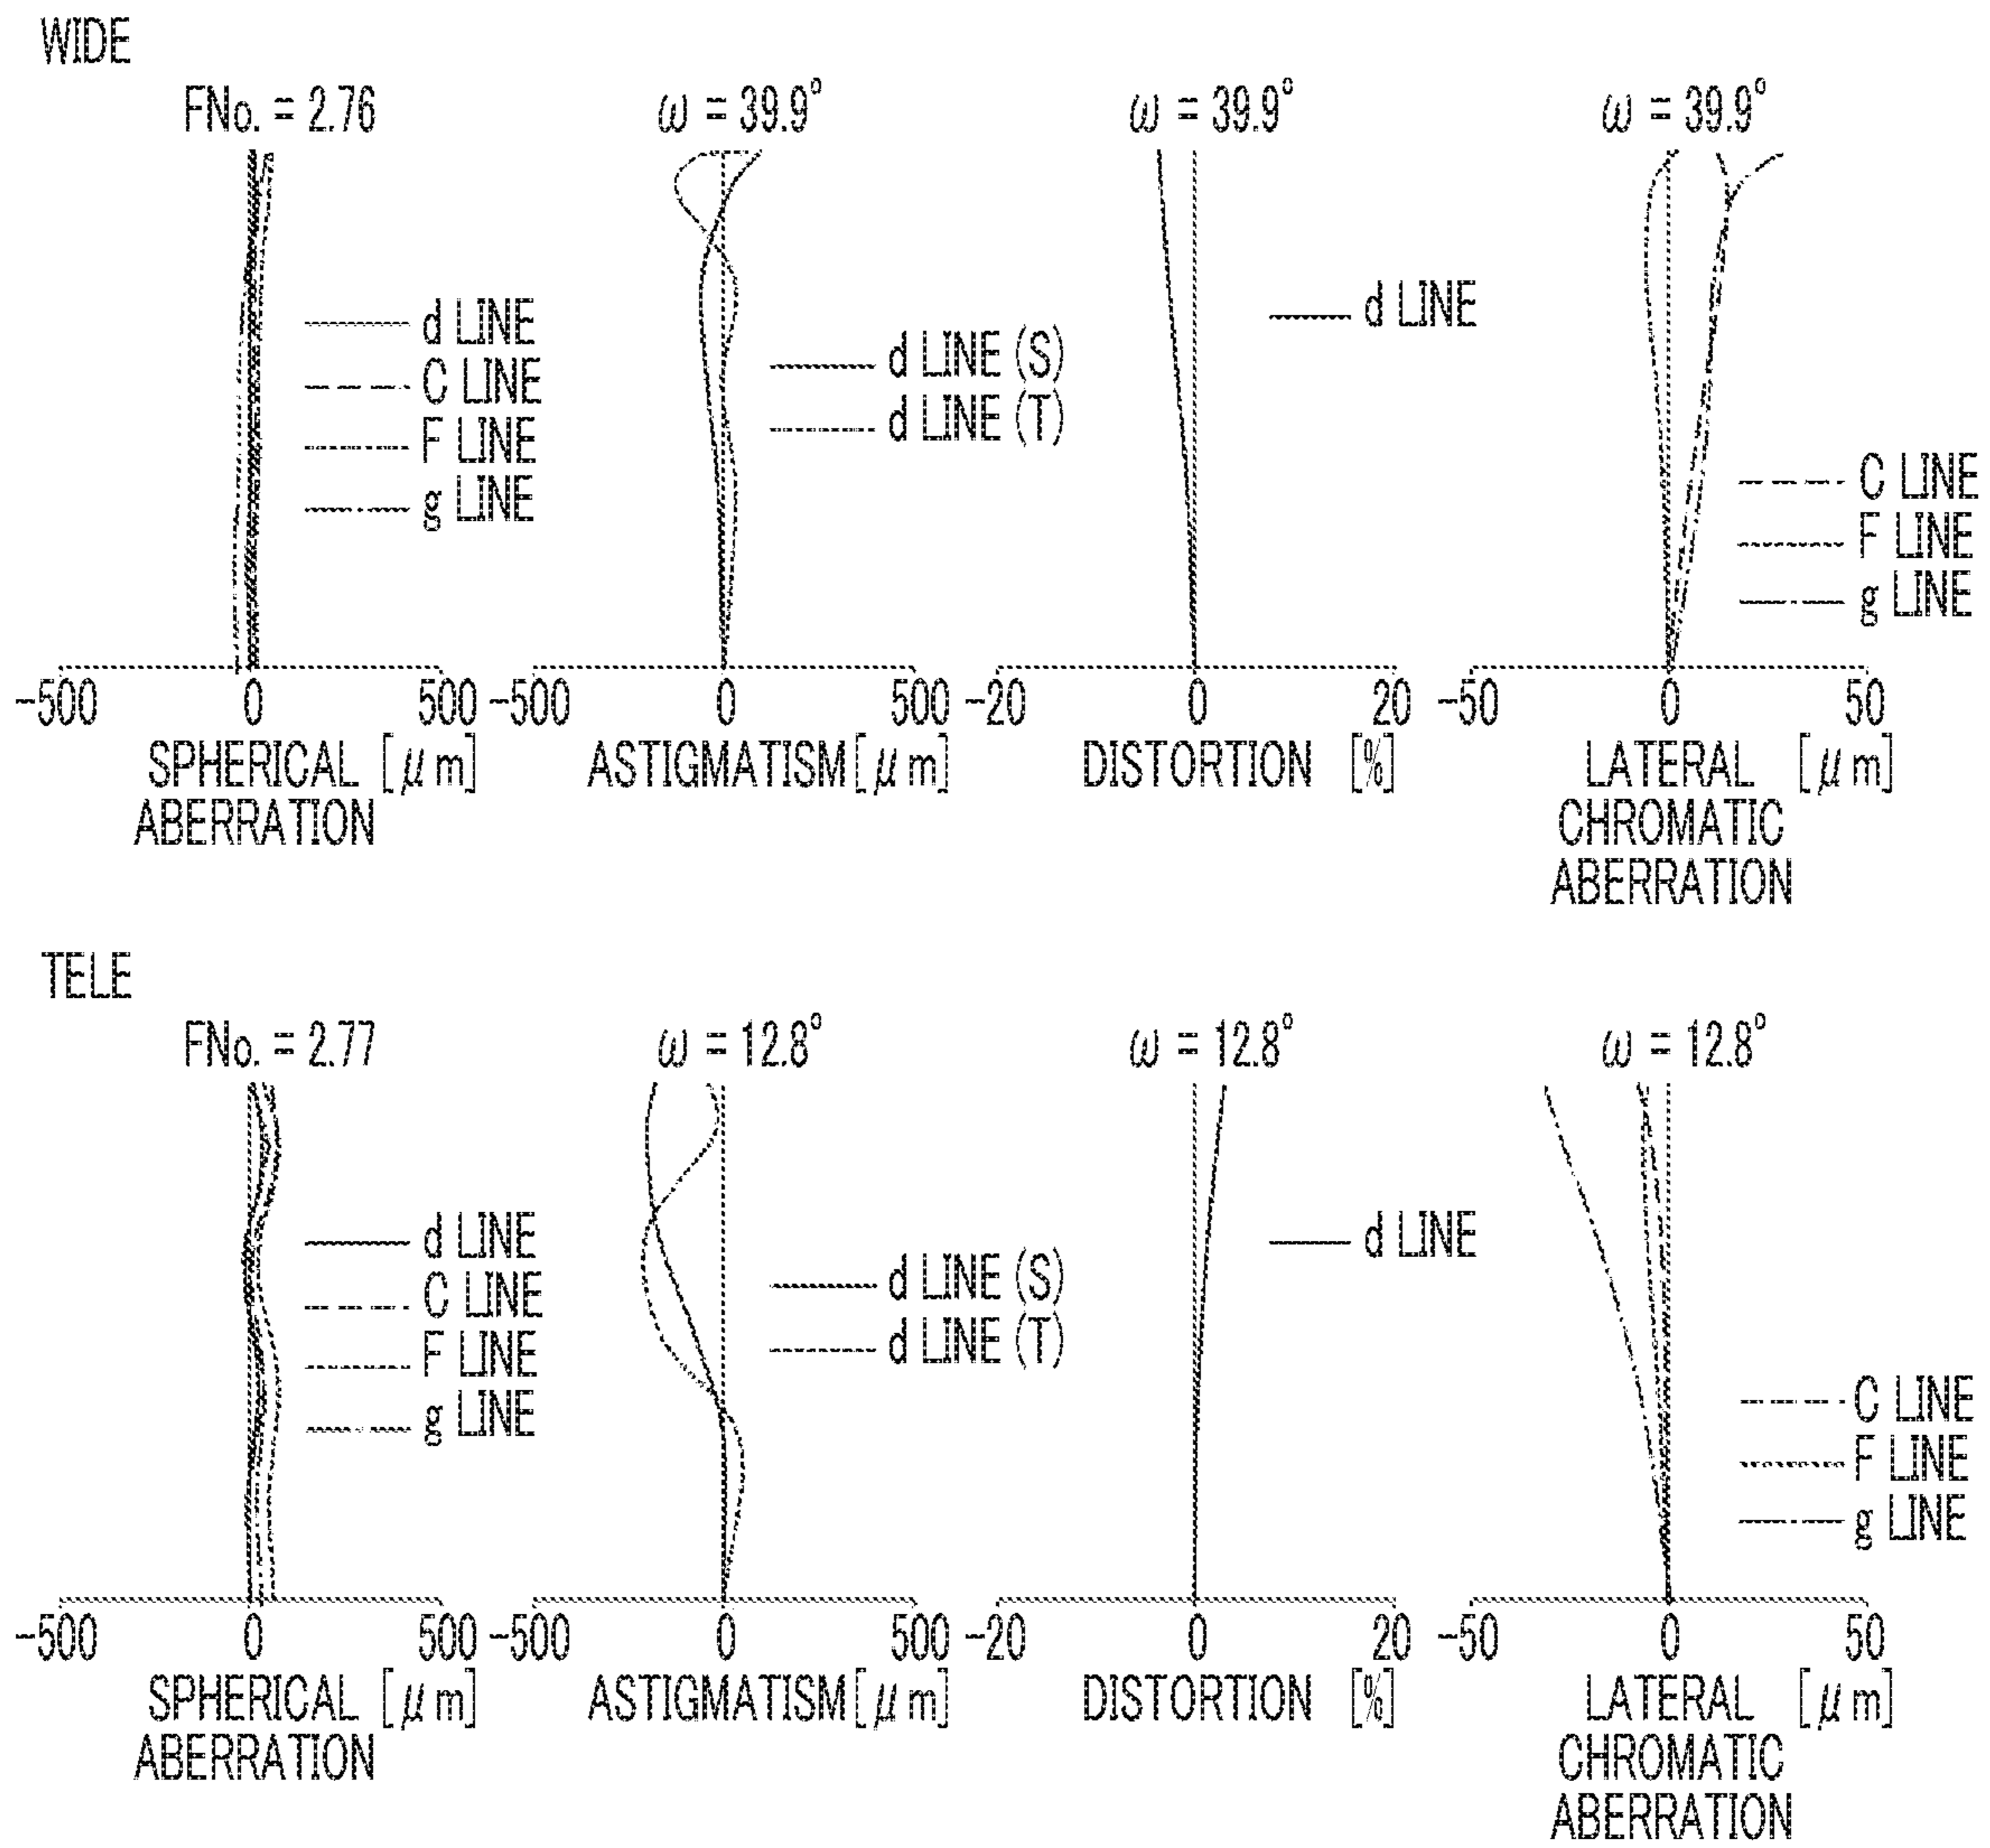 WIDE
FNo. = 2.76
ω = 39.9°
ω = 39.9°
ω = 39.9°
d LINE
C LINE
F LINE
g LINE
d LINE (S)
d LINE (T)
d LINE
C LINE
F LINE
g LINE
-500 0 500
-500 0 500
-20 0 20
-50 0 50
SPHERICAL [μm]
ABERRATION
ASTIGMATISM [μm]
DISTORTION [%]
LATERAL [μm]
CHROMATIC
ABERRATION
TELE
FNo. = 2.77
ω = 12.8°
ω = 12.8°
ω = 12.8°
d LINE
C LINE
F LINE
g LINE
d LINE (S)
d LINE (T)
d LINE
C LINE
F LINE
g LINE
-500 0 500
-500 0 500
-20 0 20
-50 0 50
SPHERICAL [μm]
ABERRATION
ASTIGMATISM [μm]
DISTORTION [%]
LATERAL [μm]
CHROMATIC
ABERRATION